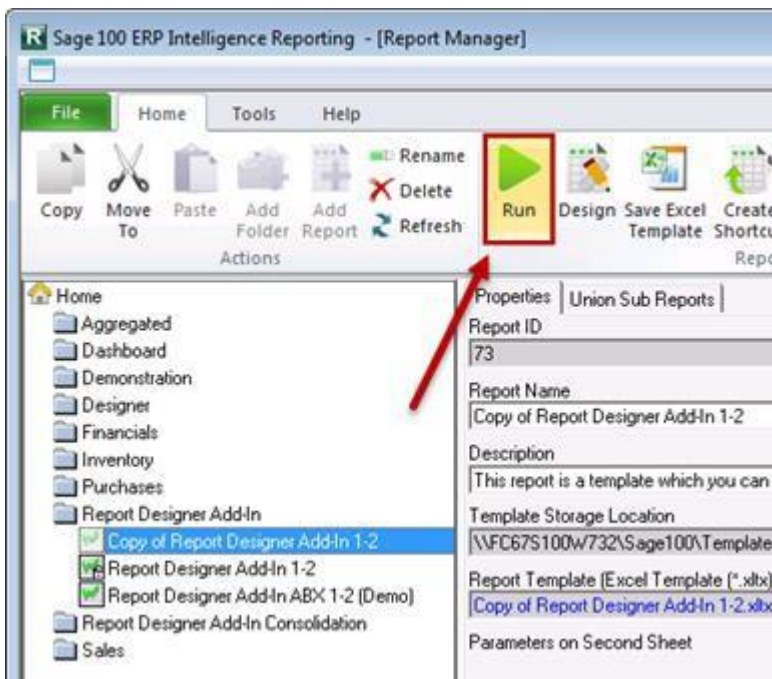 Sage 100 ERP Intelligence Reporting - [Report Manager]
File Home Tools Help
Copy
Move To
Paste
Add Folder
Add Report
Rename
Delete
Refresh
Actions
Run
Design
Save Excel Template
Create Shortcu
Repo
Home
Aggregated
Dashboard
Demonstration
Designer
Financials
Inventory
Purchases
Report Designer Add-In
Copy of Report Designer Add-In 1-2
Report Designer Add-In 1-2
Report Designer Add-In ABX 1-2 (Demo)
Report Designer Add-In Consolidation
Sales
Properties Union Sub Reports
Report ID
73
Report Name
Copy of Report Designer Add-In 1-2
Description
This report is a template which you can
Template Storage Location
\\FC67S100W732\Sage100\Template
Report Template (Excel Template (*.xltx)
Copy of Report Designer Add-In 1-2.xltx
Parameters on Second Sheet